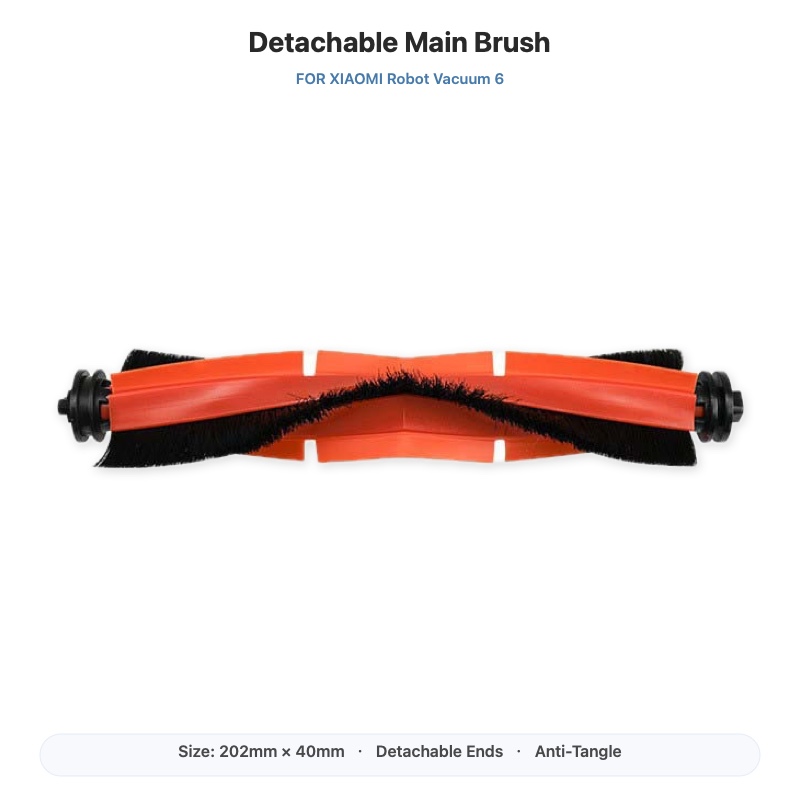 Detachable Main Brush
FOR XIAOMI Robot Vacuum 6
Size: 202mm × 40mm · Detachable Ends · Anti-Tangle